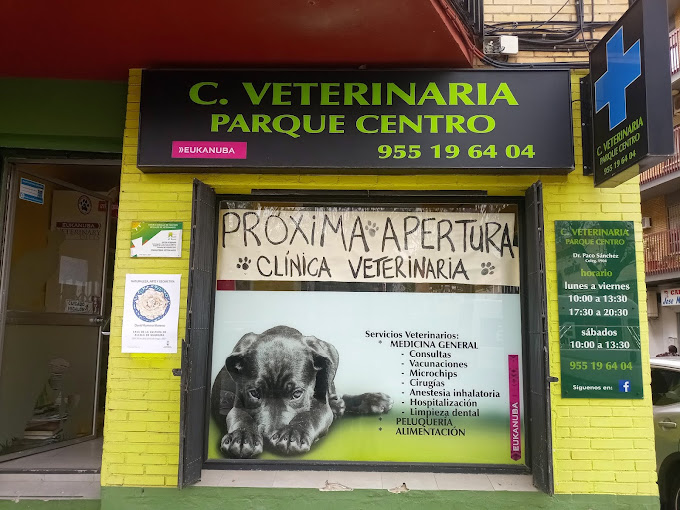 C. VETERINARIA
PARQUE CENTRO
»EUKANUBA
955 19 64 04
C. VETERINARIA
PARQUE CENTRO
955 19 64 04
PRÓXIMA APERTURA
CLÍNICA VETERINARIA
Servicios Veterinarios:
* MEDICINA GENERAL
- Consultas
- Vacunaciones
- Microchips
- Cirugías
- Anestesia inhalatoria
- Hospitalización
- Limpieza dental
* PELUQUERIA
* ALIMENTACIÓN
EUKANUBA
C. VETERINARIA
PARQUE CENTRO
Dr. Paco Sánchez
horario
lunes a viernes
10:00 a 13:30
17:30 a 20:30
sábados
10:00 a 13:30
955 19 64 04
Síguenos en: f
EUKANUBA